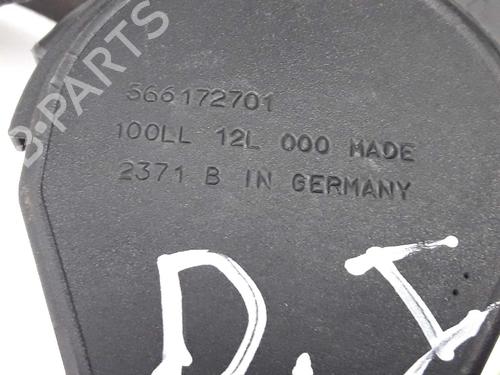 B-PARTS
566172701
100LL 12L 000 MADE
2371 B IN GERMANY
D.I